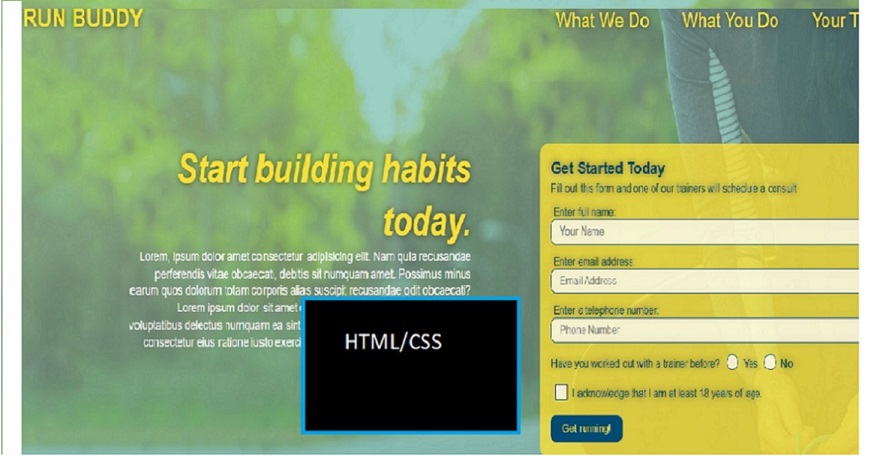 RUN BUDDY
What We Do What You Do Your T
Start building habits
today.
Lorem, ipsum dolor amet consectetur adipisicing elit. Nam quia recusandae
perferendis vitae obcaecat, debitis sit numquam amet. Possimus minus
earum quos dolorum totam corporis alias suscipit recusandae odit obcaecati?
Lorem ipsum dolor sit amet
voluptatibus delectus numquam ea sint
consectetur eius ratione iusto exerci
HTML/CSS
Get Started Today
Fill out this form and one of our trainers will schedule a consult
Enter full name:
Your Name
Enter email address
Email Address
Enter a telephone number:
Phone Number
Have you worked out with a trainer before? Yes No
I acknowledge that I am at least 18 years of age.
Get running!